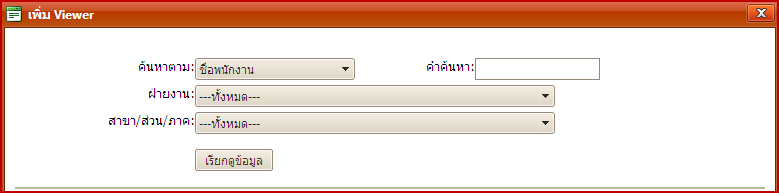 เพิ่ม Viewer
ค้นหาตาม: ชื่อพนักงาน คำค้นหา:
ฝ่ายงาน: ---ทั้งหมด---
สาขา/ส่วน/ภาค: ---ทั้งหมด---
เรียกดูข้อมูล